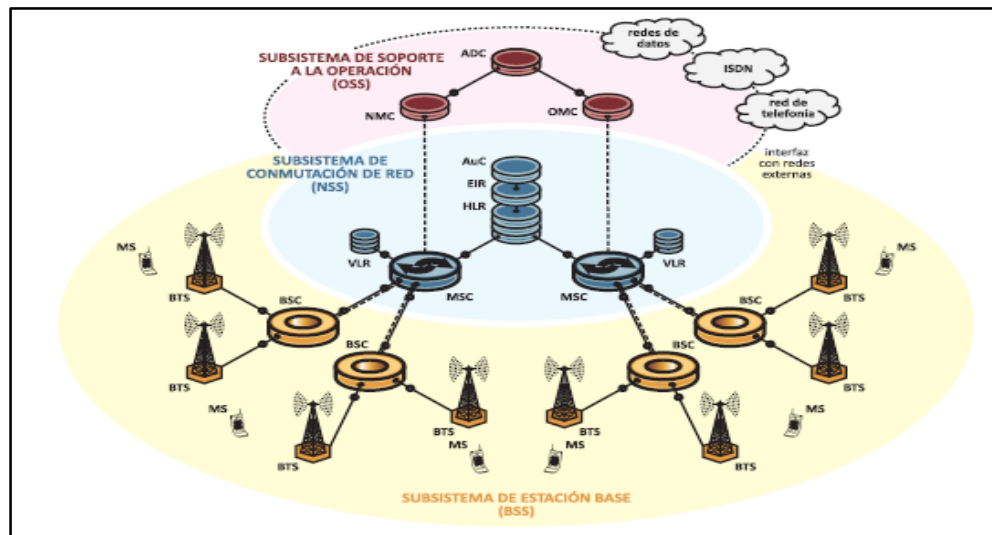 redes de
datos
SUBSISTEMA DE SOPORTE
A LA OPERACIÓN
(OSS)
ADC
ISDN
NMC
OMC
red de
telefonía
interfaz
con redes
externas
SUBSISTEMA DE
CONMUTACIÓN DE RED
(NSS)
AuC
EIR
HLR
MS
VLR
VLR
MS
BTS
BSC
MSC
MSC
BSC
BTS
BSC
BSC
BTS
BTS
MS
BTS
BTS
MS
MS
MS
BTS
BTS
SUBSISTEMA DE ESTACIÓN BASE
(BSS)